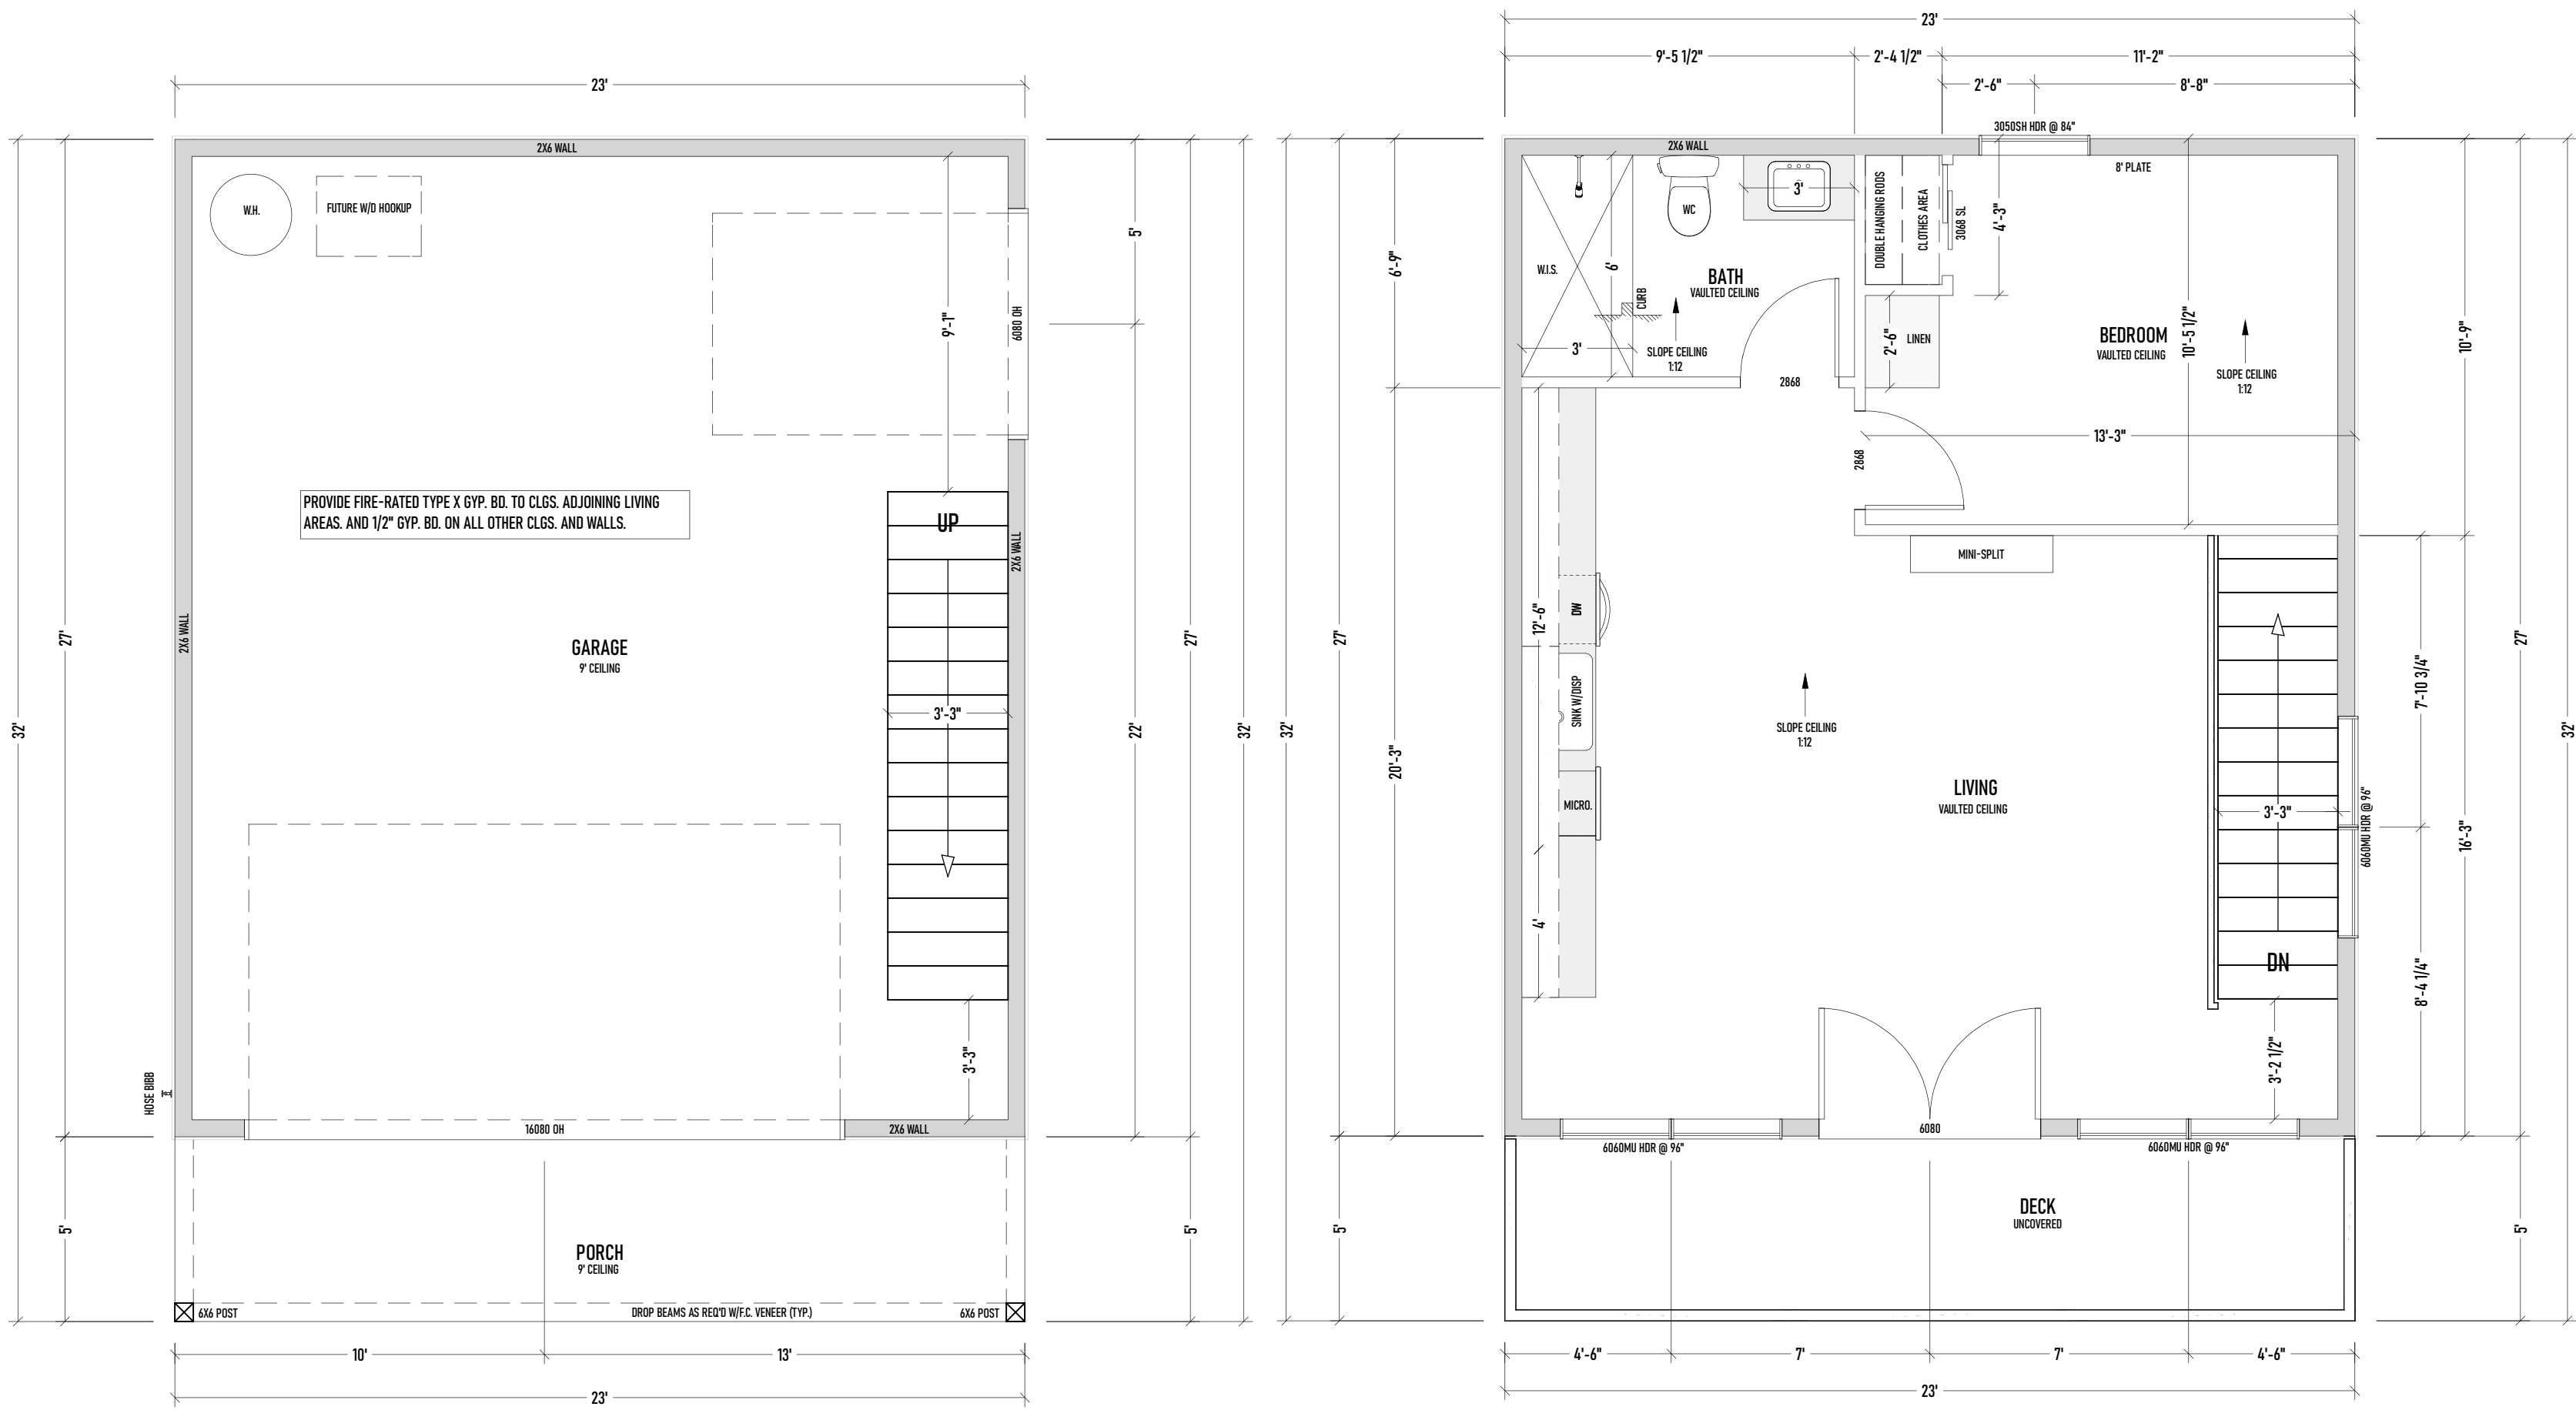 23'
2X6 WALL
W.H.
FUTURE W/D HOOKUP
9'-1"
6080 OH
5'
PROVIDE FIRE-RATED TYPE X GYP. BD. TO CLGS. ADJOINING LIVING
AREAS. AND 1/2" GYP. BD. ON ALL OTHER CLGS. AND WALLS.
UP
2X6 WALL
2X6 WALL
GARAGE
9' CEILING
32'
27'
3'-3"
22'
27'
32'
3'-3"
HOSE BIBB
16080 OH
2X6 WALL
5'
PORCH
9' CEILING
5'
6X6 POST
DROP BEAMS AS REQ'D W/F.C. VENEER (TYP.)
6X6 POST
10'
13'
23'
23'
9'-5 1/2"
2'-4 1/2"
11'-2"
2'-6"
8'-8"
3050SH HDR @ 84"
2X6 WALL
8' PLATE
3'
WC
DOUBLE HANGING RODS
CLOTHES AREA
3068 SL
4'-3"
6'-9"
W.I.S.
6'
BATH
VAULTED CEILING
CURB
3'
SLOPE CEILING
1:12
2868
2'-6"
LINEN
BEDROOM
VAULTED CEILING
10'-5 1/2"
SLOPE CEILING
1:12
10'-9"
13'-3"
2868
MINI-SPLIT
12'-6"
DW
SINK W/DISP
MICRO.
4'
SLOPE CEILING
1:12
LIVING
VAULTED CEILING
32'
27'
20'-3"
3'-3"
6060MU HDR @ 96"
7'-10 3/4"
16'-3"
27'
32'
DN
8'-4 1/4"
3'-2 1/2"
6060MU HDR @ 96"
6080
6060MU HDR @ 96"
5'
DECK
UNCOVERED
5'
4'-6"
7'
7'
4'-6"
23'